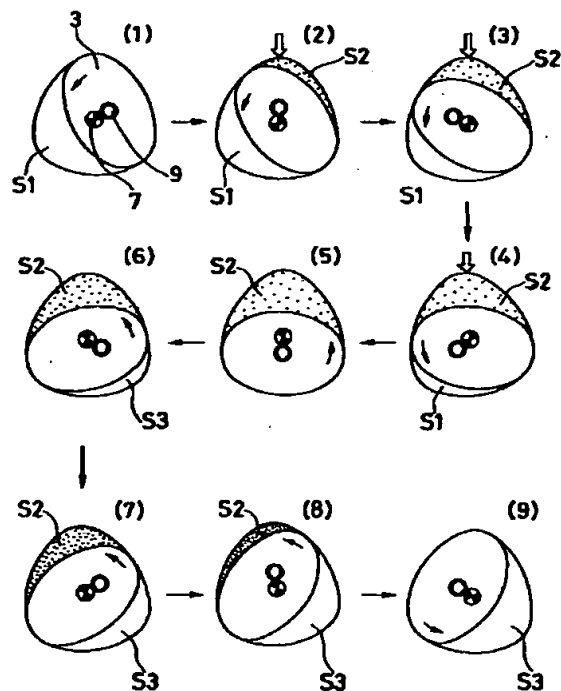 3 (1) (2) (3)
S2 S2
S1 7 9 S1 S1
(6) (5) (4)
S2 S2 S2
S3 S1
(7) (8) (9)
S2 S2
S3 S3 S3